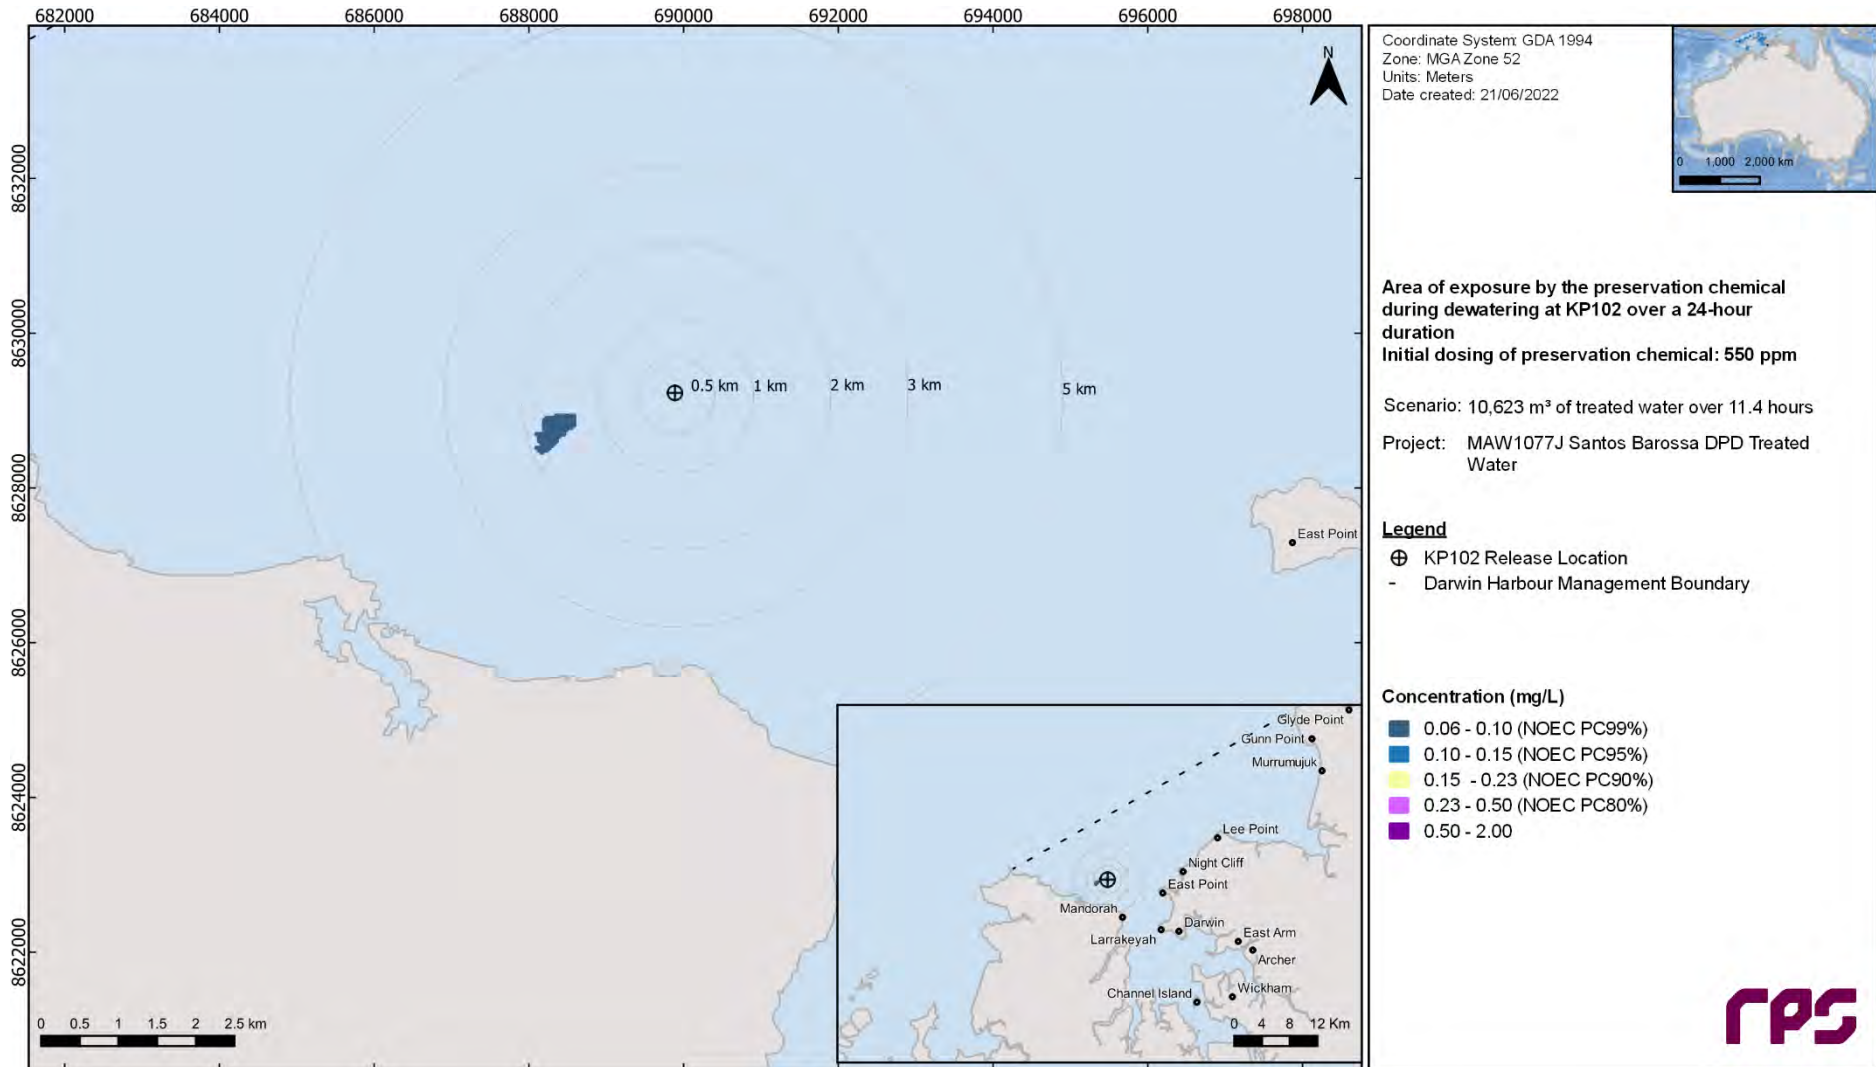 682000 684000 686000 688000 690000 692000 694000 696000 698000
8632000
8630000
8628000
8626000
8624000
8622000
N
0.5 km 1 km 2 km 3 km 5 km
East Point
0 0.5 1 1.5 2 2.5 km
Glyde Point
Gunn Point
Murrumujuk
Lee Point
Night Cliff
East Point
Mandorah
Larrakeyah
Darwin
East Arm
Archer
Channel Island
Wickham
0 4 8 12 Km
Coordinate System: GDA 1994
Zone: MGA Zone 52
Units: Meters
Date created: 21/06/2022
0 1,000 2,000 km
Area of exposure by the preservation chemical
during dewatering at KP102 over a 24-hour
duration
Initial dosing of preservation chemical: 550 ppm
Scenario: 10,623 m³ of treated water over 11.4 hours
Project: MAW1077J Santos Barossa DPD Treated
Water
Legend
KP102 Release Location
- Darwin Harbour Management Boundary
Concentration (mg/L)
0.06 - 0.10 (NOEC PC99%)
0.10 - 0.15 (NOEC PC95%)
0.15 - 0.23 (NOEC PC90%)
0.23 - 0.50 (NOEC PC80%)
0.50 - 2.00
rps